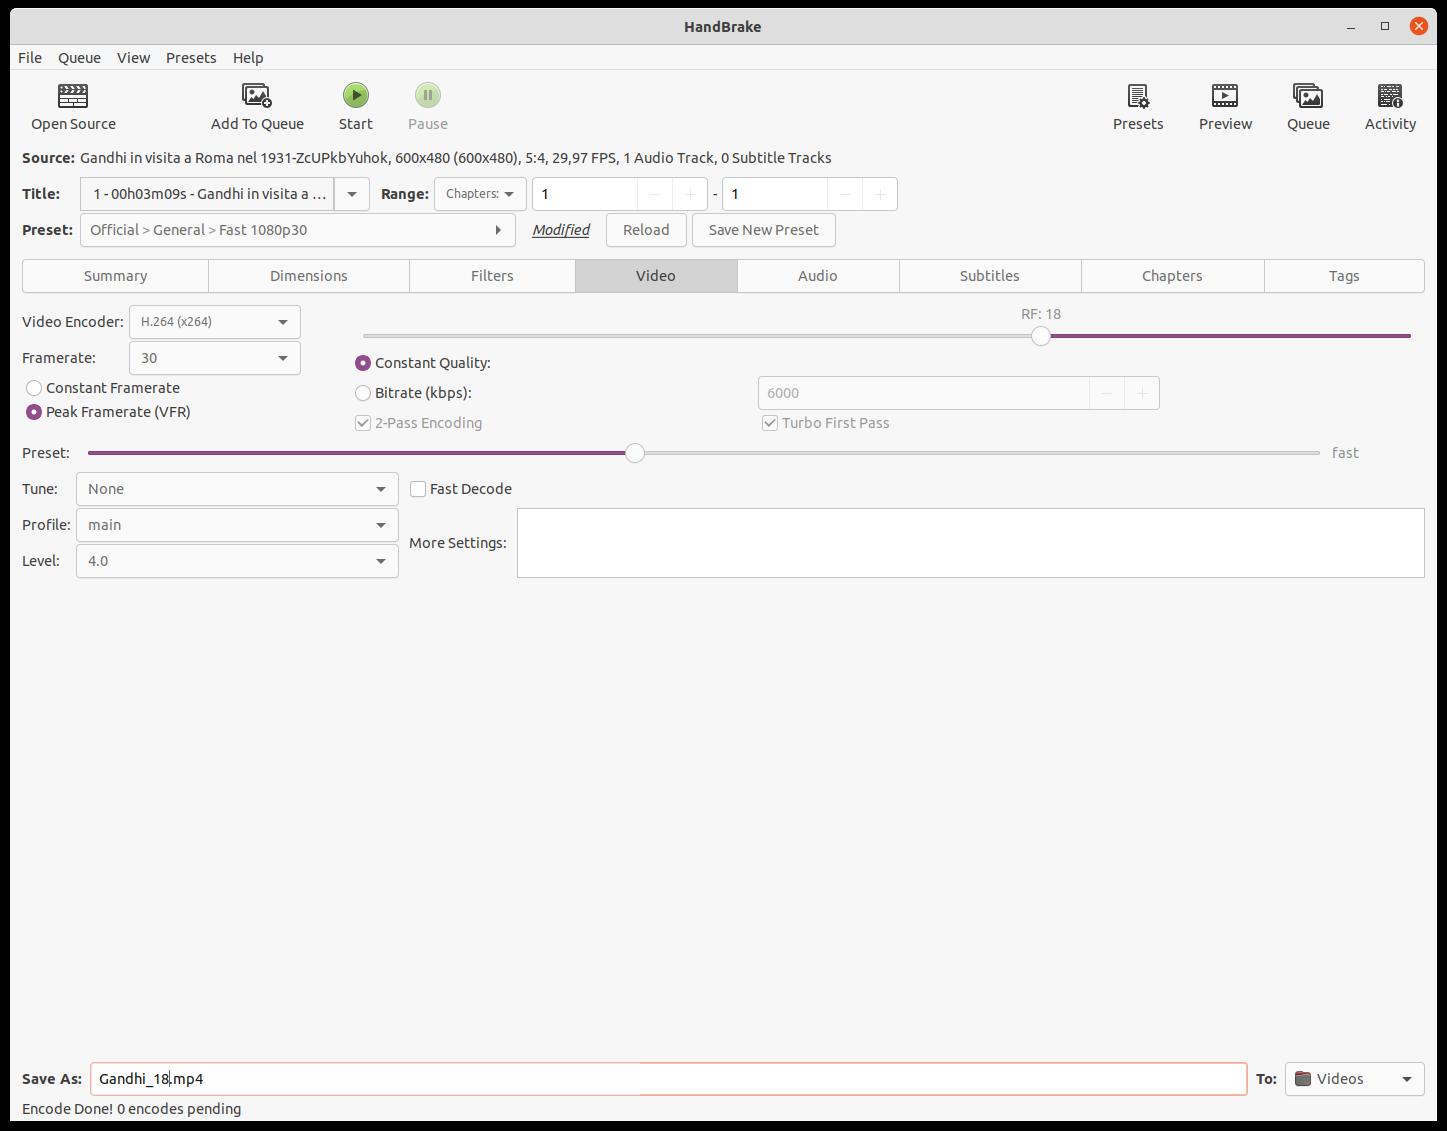 HandBrake
File Queue View Presets Help
Open Source Add To Queue Start Pause Presets Preview Queue Activity
Source: Gandhi in visita a Roma nel 1931-ZcUPkbYuhok, 600x480 (600x480), 5:4, 29,97 FPS, 1 Audio Track, 0 Subtitle Tracks
Title: 1 - 00h03m09s - Gandhi in visita a ... Range: Chapters: 1 - 1
Preset: Official > General > Fast 1080p30 Modified Reload Save New Preset
Summary Dimensions Filters Video Audio Subtitles Chapters Tags
RF: 18
Video Encoder: H.264 (x264)
Framerate: 30
Constant Quality:
Constant Framerate
Bitrate (kbps): 6000
Peak Framerate (VFR)
2-Pass Encoding Turbo First Pass
Preset: fast
Tune: None Fast Decode
Profile: main
More Settings:
Level: 4.0
Save As: Gandhi_18.mp4 To: Videos
Encode Done! 0 encodes pending